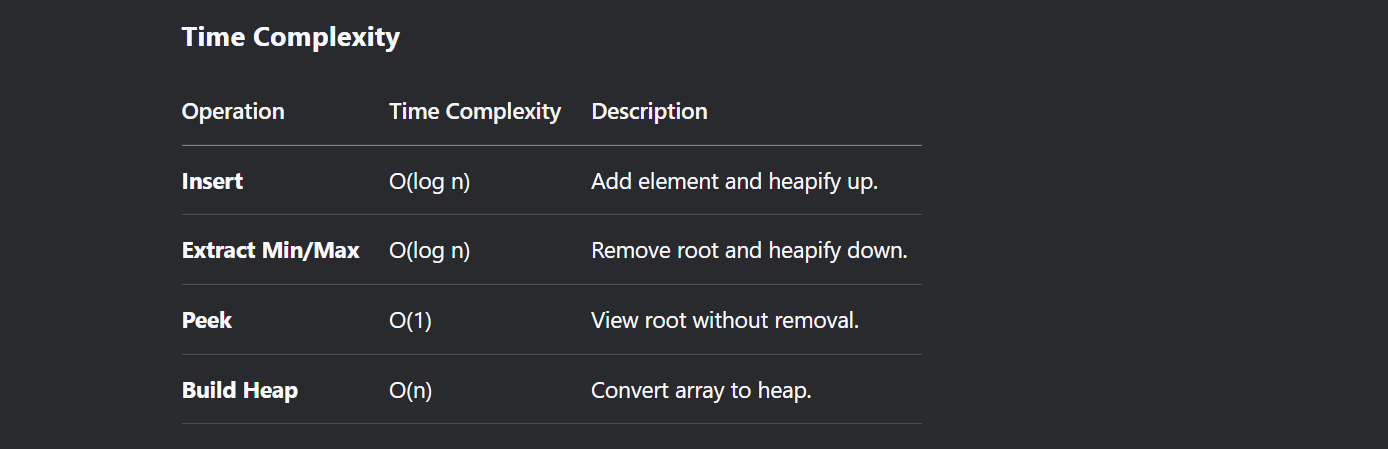 Time Complexity
Operation Time Complexity Description
Insert O(log n) Add element and heapify up.
Extract Min/Max O(log n) Remove root and heapify down.
Peek O(1) View root without removal.
Build Heap O(n) Convert array to heap.